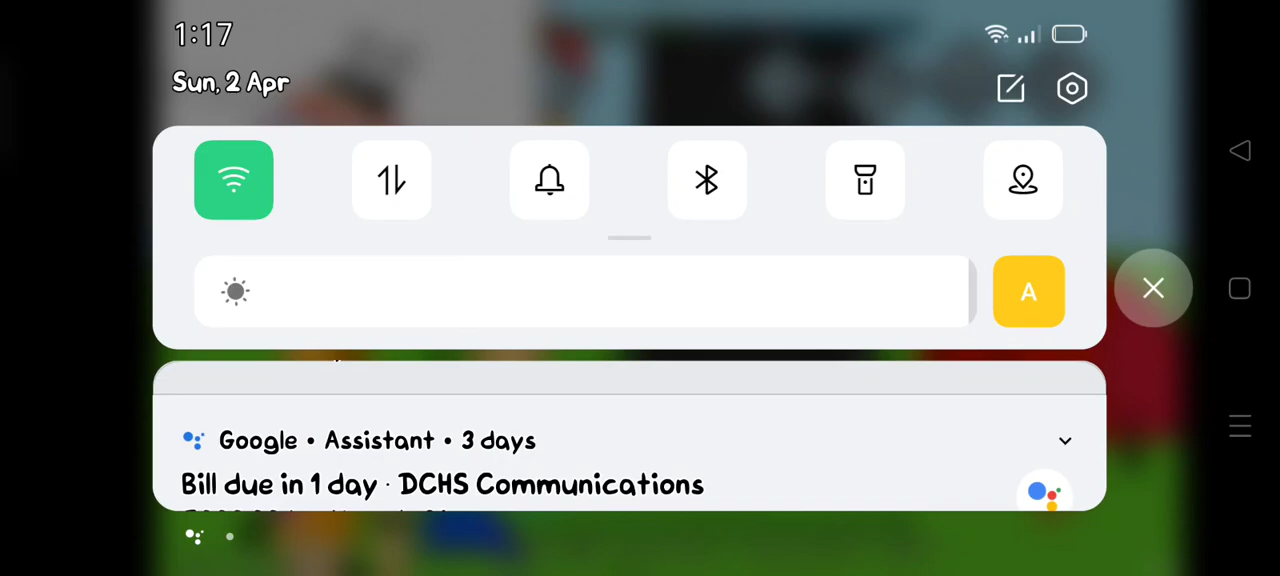 1:17
Sun, 2 Apr
A
Google • Assistant • 3 days
Bill due in 1 day · DCHS Communications